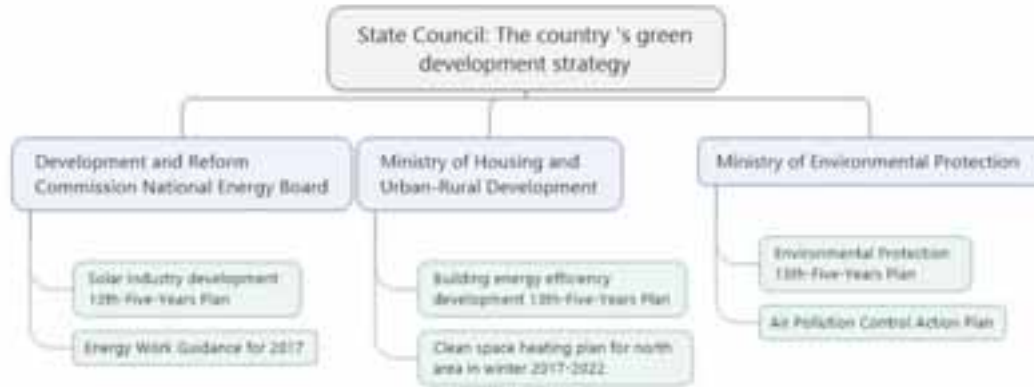 State Council: The country 's green
development strategy
Development and Reform
Commission National Energy Board
Ministry of Housing and
Urban-Rural Development
Ministry of Environmental Protection
Solar industry development
13th-Five-Years Plan
Energy Work Guidance for 2017
Building energy efficiency
development 13th-Five-Years Plan
Clean space heating plan for north
area in winter 2017-2022
Environmental Protection
13th-Five-Years Plan
Air Pollution Control Action Plan